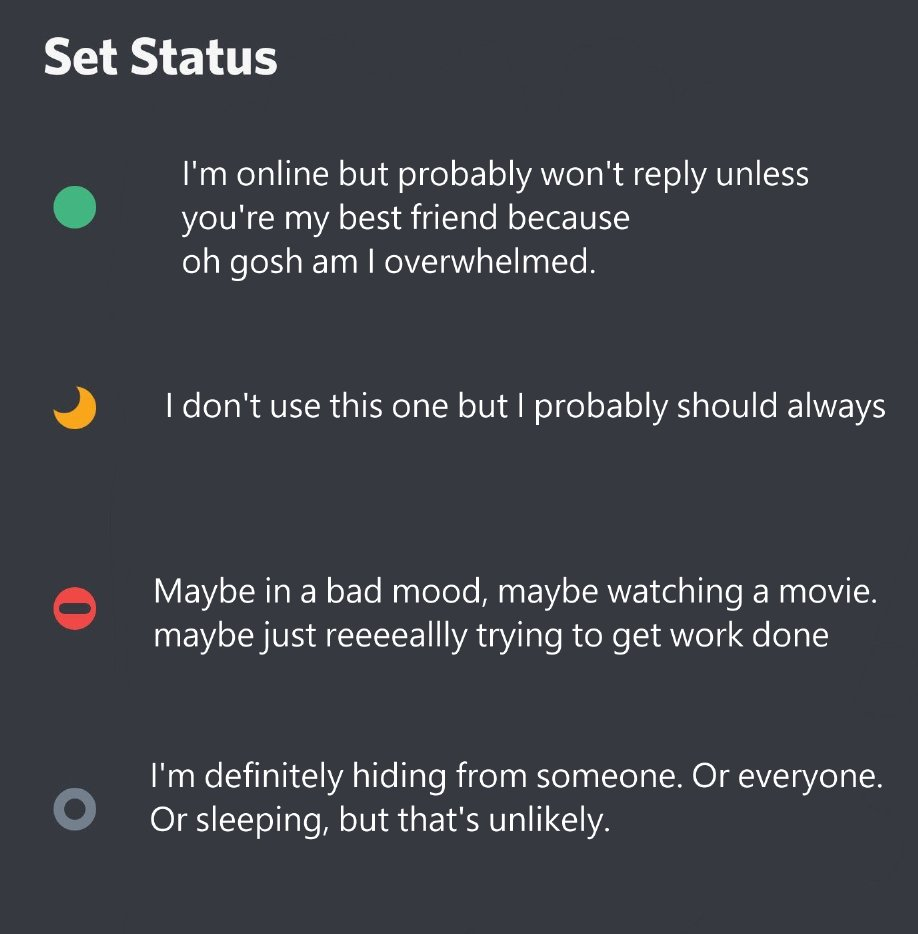 Set Status
I'm online but probably won't reply unless
you're my best friend because
oh gosh am I overwhelmed.
I don't use this one but I probably should always
Maybe in a bad mood, maybe watching a movie.
maybe just reeeeallly trying to get work done
I'm definitely hiding from someone. Or everyone.
Or sleeping, but that's unlikely.